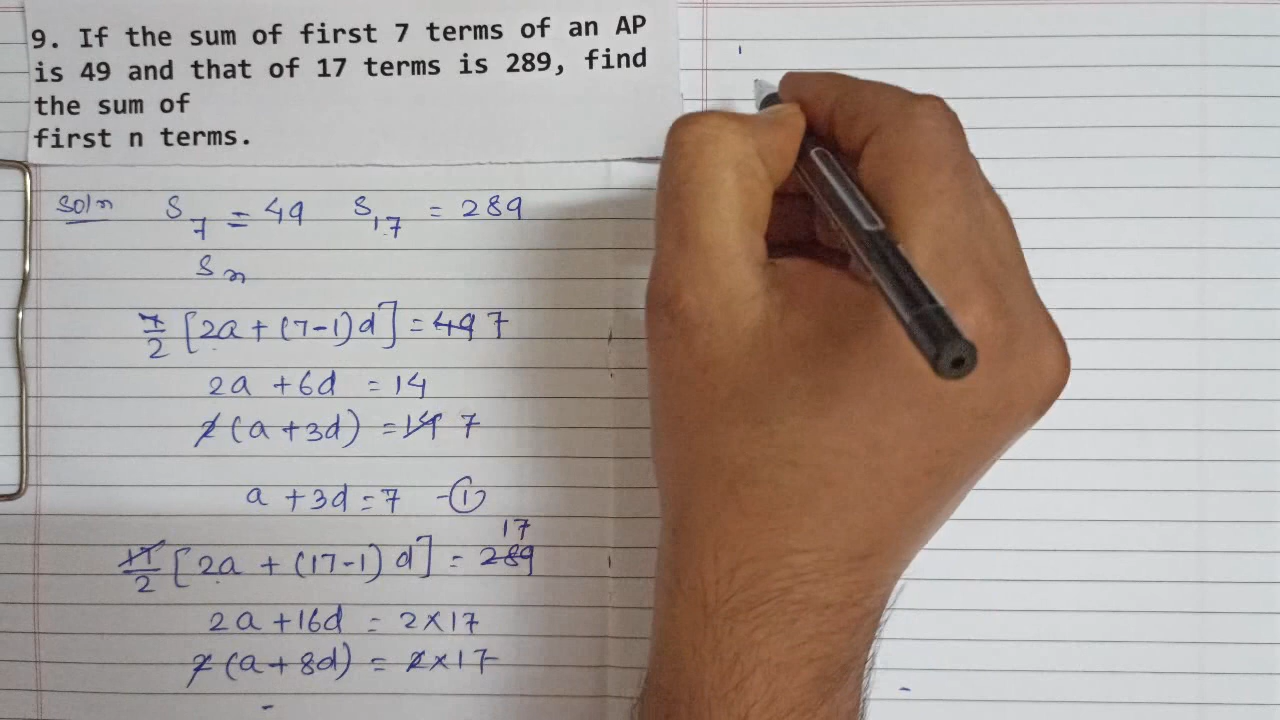 9. If the sum of first 7 terms of an AP
is 49 and that of 17 terms is 289, find
the sum of
first n terms.
Soln S₇ = 49 S₁₇ = 289
Sₙ
7/2 [2a + (7-1)d] = 49 7
2a + 6d = 14
2(a + 3d) = 14 7
a + 3d = 7 - ①
17
17/2 [2a + (17-1)d] = 289
2a + 16d = 2×17
2(a + 8d) = 2×17